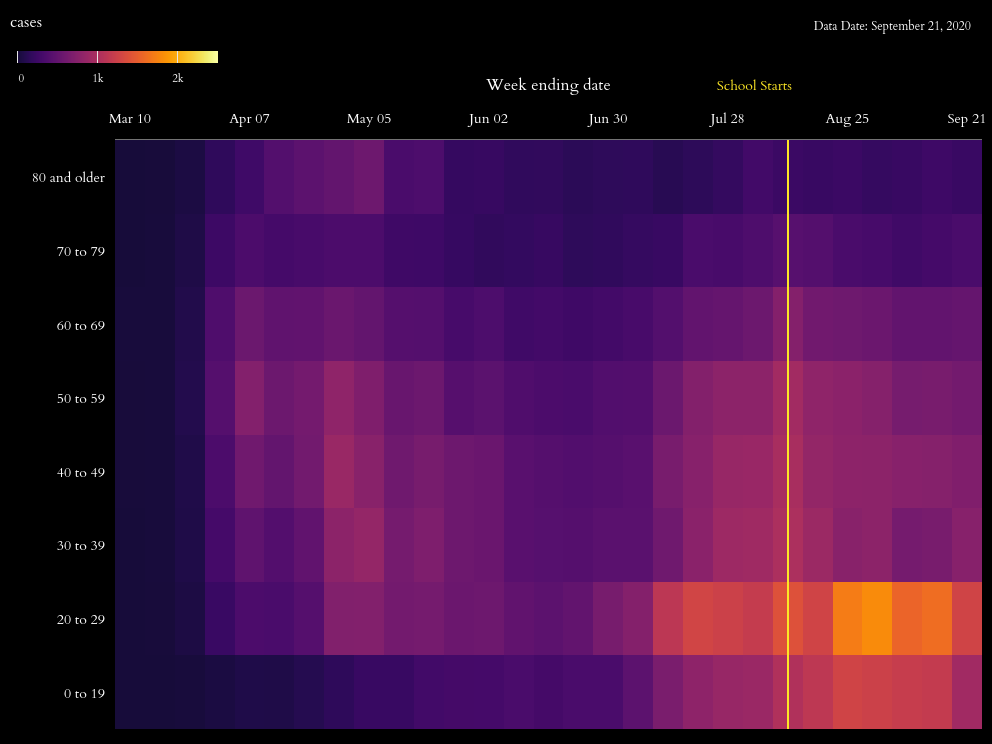 cases
Data Date: September 21, 2020
0 1k 2k
Week ending date
School Starts
Mar 10 Apr 07 May 05 Jun 02 Jun 30 Jul 28 Aug 25 Sep 21
80 and older
70 to 79
60 to 69
50 to 59
40 to 49
30 to 39
20 to 29
0 to 19